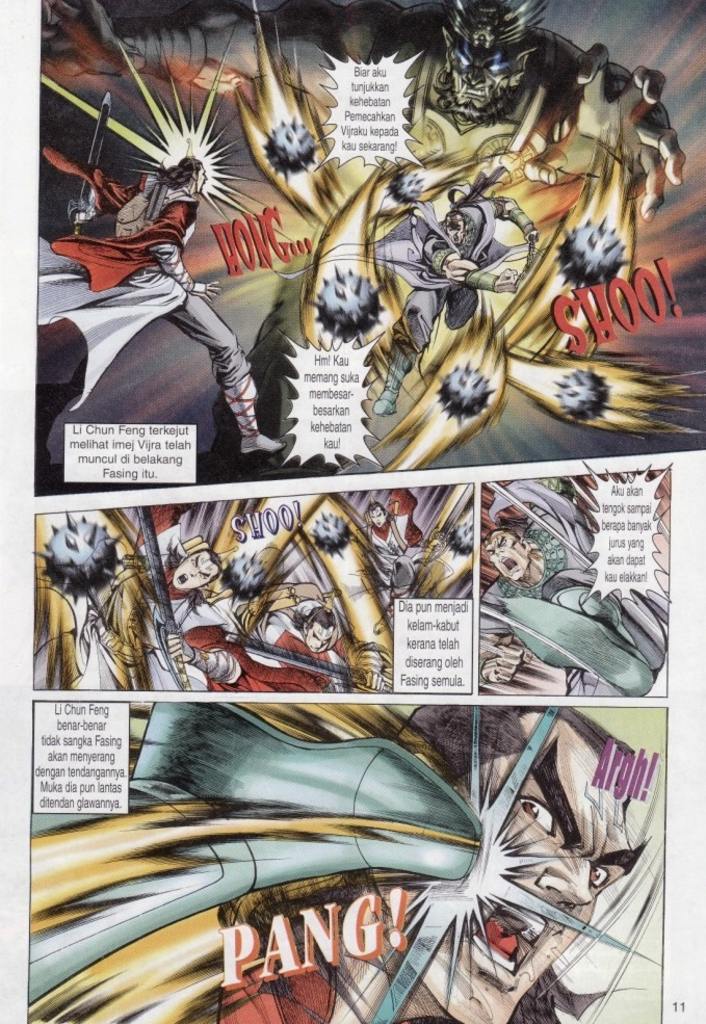 Biar aku
tunjukkan
kehebatan
Pemecahkan
Vijraku kepada
kau sekarang!
HONG...
SHOO!
Hm! Kau
memang suka
membesar-
besarkan
kehebatan
kau!
Li Chun Feng terkejut
melihat imej Vijra telah
muncul di belakang
Fasing itu.
SHOO!
Dia pun menjadi
kelam-kabut
kerana telah
diserang oleh
Fasing semula.
Aku akan
tengok sampai
berapa banyak
jurus yang
akan dapat
kau elakkan!
Li Chun Feng
benar-benar
tidak sangka Fasing
akan menyerang
dengan tendangannya.
Muka dia pun lantas
ditendan glawannya.
Argh!
PANG!
11